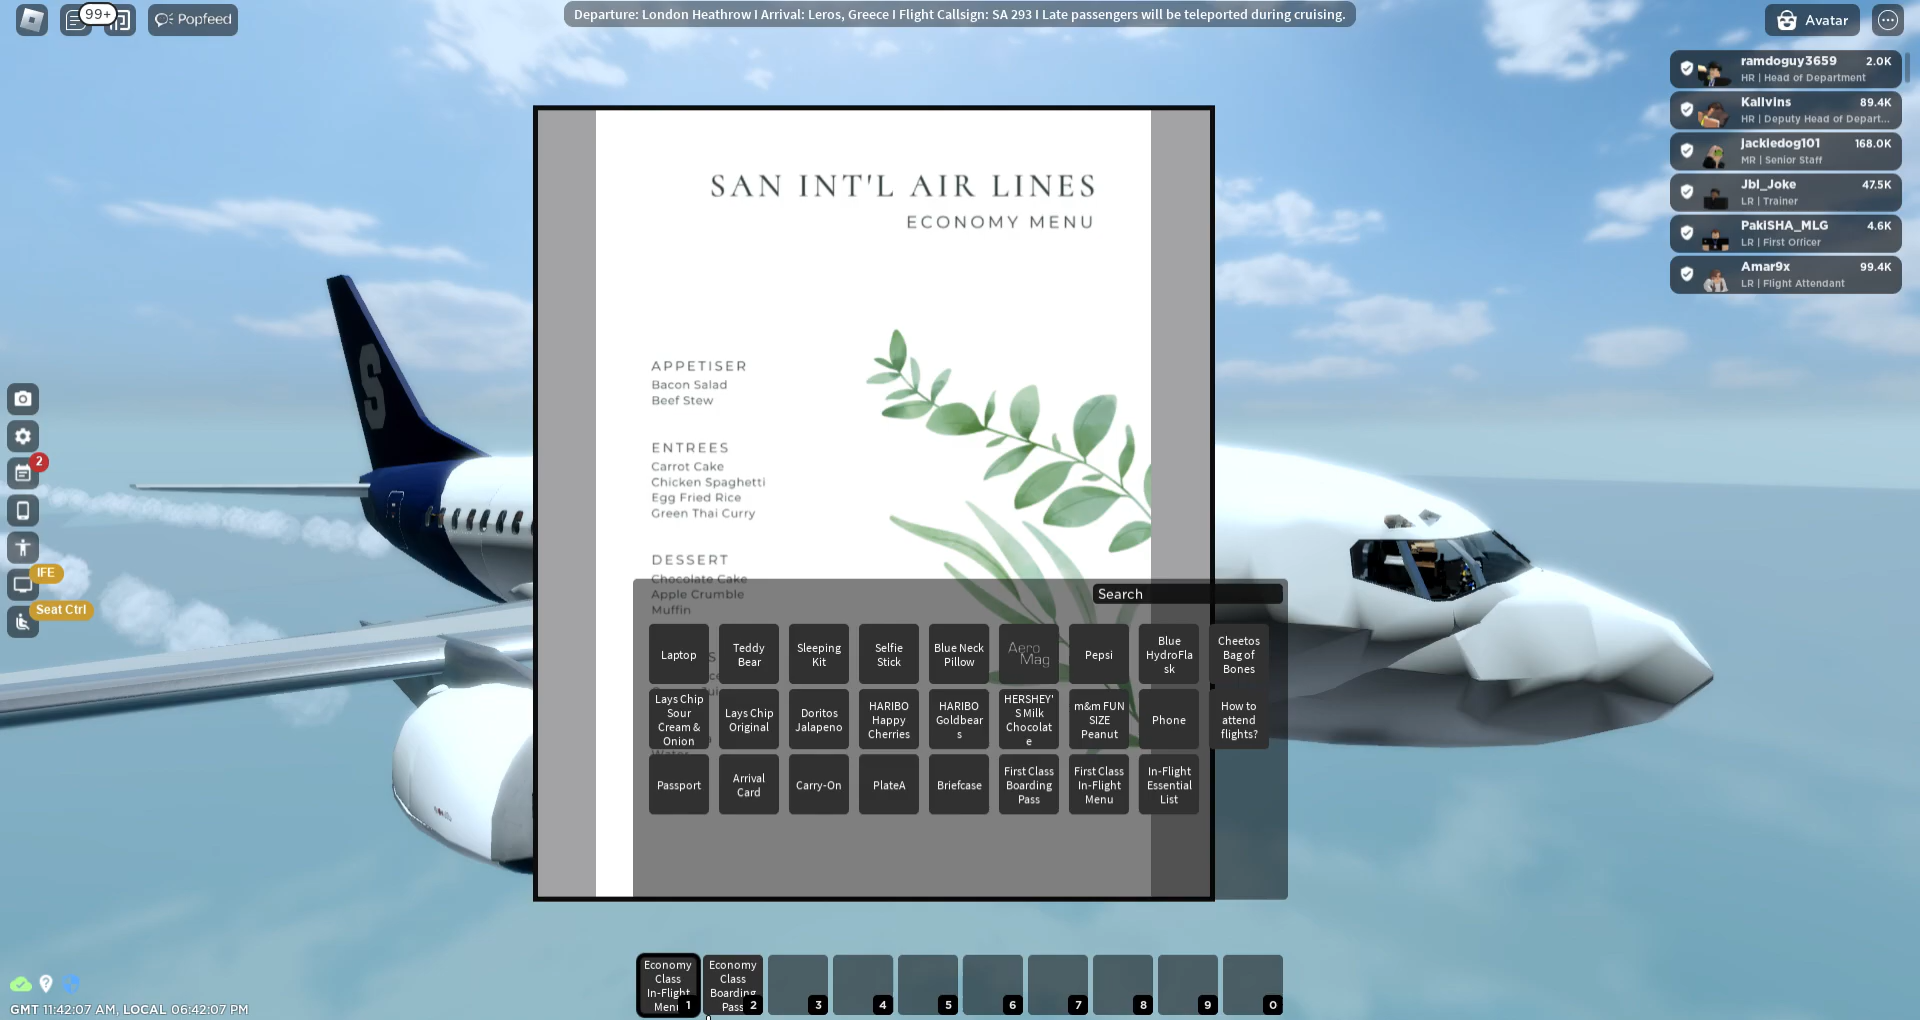 99+
Popfeed
Departure: London Heathrow I Arrival: Leros, Greece I Flight Callsign: SA 293 I Late passengers will be teleported during cruising.
Avatar
ramdoguy3659 2.0K
HR | Head of Department
Kallvins 89.4K
HR | Deputy Head of Depart...
jackiedog101 168.0K
MR | Senior Staff
Jbl_Joke 47.5K
LR | Trainer
PakiSHA_MLG 4.6K
LR | First Officer
Amar9x 99.4K
LR | Flight Attendant
SAN INT'L AIR LINES
ECONOMY MENU
APPETISER
Bacon Salad
Beef Stew
ENTREES
Carrot Cake
Chicken Spaghetti
Egg Fried Rice
Green Thai Curry
DESSERT
Chocolate Cake
Apple Crumble
Muffin
S
2
IFE
Seat Ctrl
Search
Laptop
Teddy
Bear
Sleeping
Kit
Selfie
Stick
Blue Neck
Pillow
Aero
Mag
Pepsi
Blue
HydroFla
sk
Cheetos
Bag of
Bones
Lays Chip
Sour
Cream &
Onion
Lays Chip
Original
Doritos
Jalapeno
HARIBO
Happy
Cherries
HARIBO
Goldbear
s
HERSHEY'
S Milk
Chocolat
e
m&m FUN
SIZE
Peanut
Phone
How to
attend
flights?
Passport
Arrival
Card
Carry-On
PlateA
Briefcase
First Class
Boarding
Pass
First Class
In-Flight
Menu
In-Flight
Essential
List
Economy
Class
In-Flight
Menu 1
Economy
Class
Boarding
Pass 2
3
4
5
6
7
8
9
0
GMT 11:42:07 AM, LOCAL 06:42:07 PM